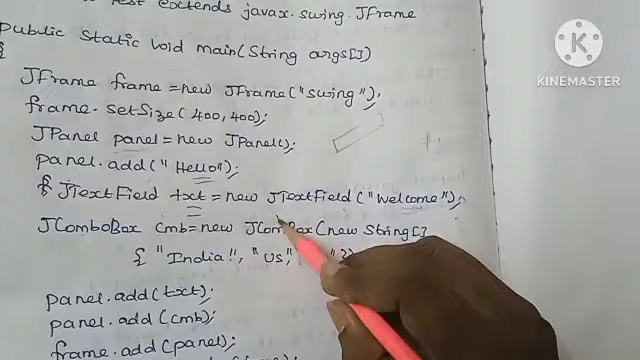 Test extends javax.swing.JFrame
Public Static void main(String args[])
{
JFrame frame = new JFrame("Swing");
frame.setSize(400,400);
JPanel panel = new JPanel();
panel.add("Hello");
JTextField txt = new JTextField("Welcome");
JComboBox cmb = new JComBox(new String[]
{ "India", "US",
panel.add(txt);
panel.add(cmb);
frame.add(panel);
KINEMASTER